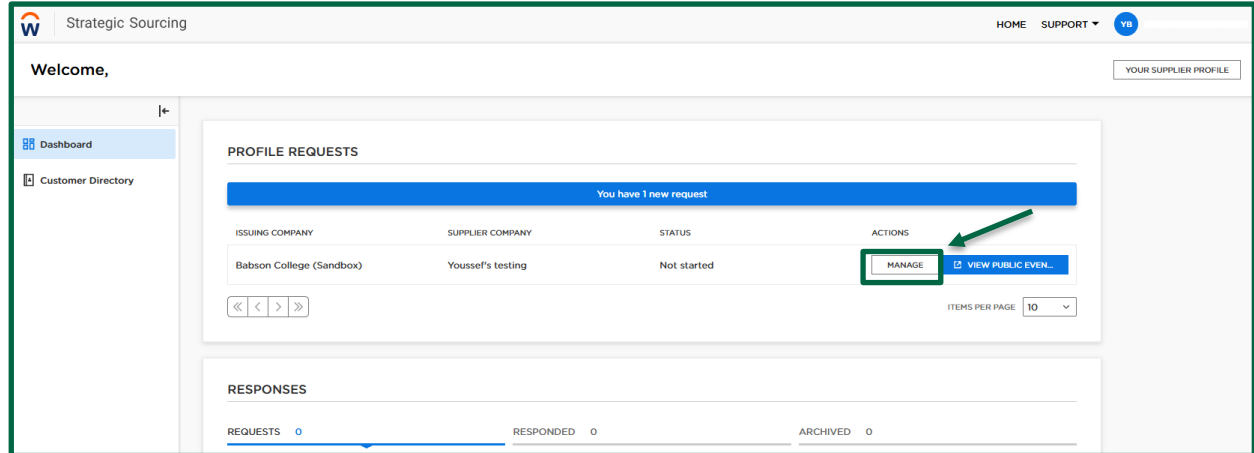 w Strategic Sourcing HOME SUPPORT YB
Welcome, YOUR SUPPLIER PROFILE
Dashboard
Customer Directory
PROFILE REQUESTS
You have 1 new request
ISSUING COMPANY SUPPLIER COMPANY STATUS ACTIONS
Babson College (Sandbox) Youssef's testing Not started MANAGE VIEW PUBLIC EVEN...
ITEMS PER PAGE 10
RESPONSES
REQUESTS 0 RESPONDED 0 ARCHIVED 0